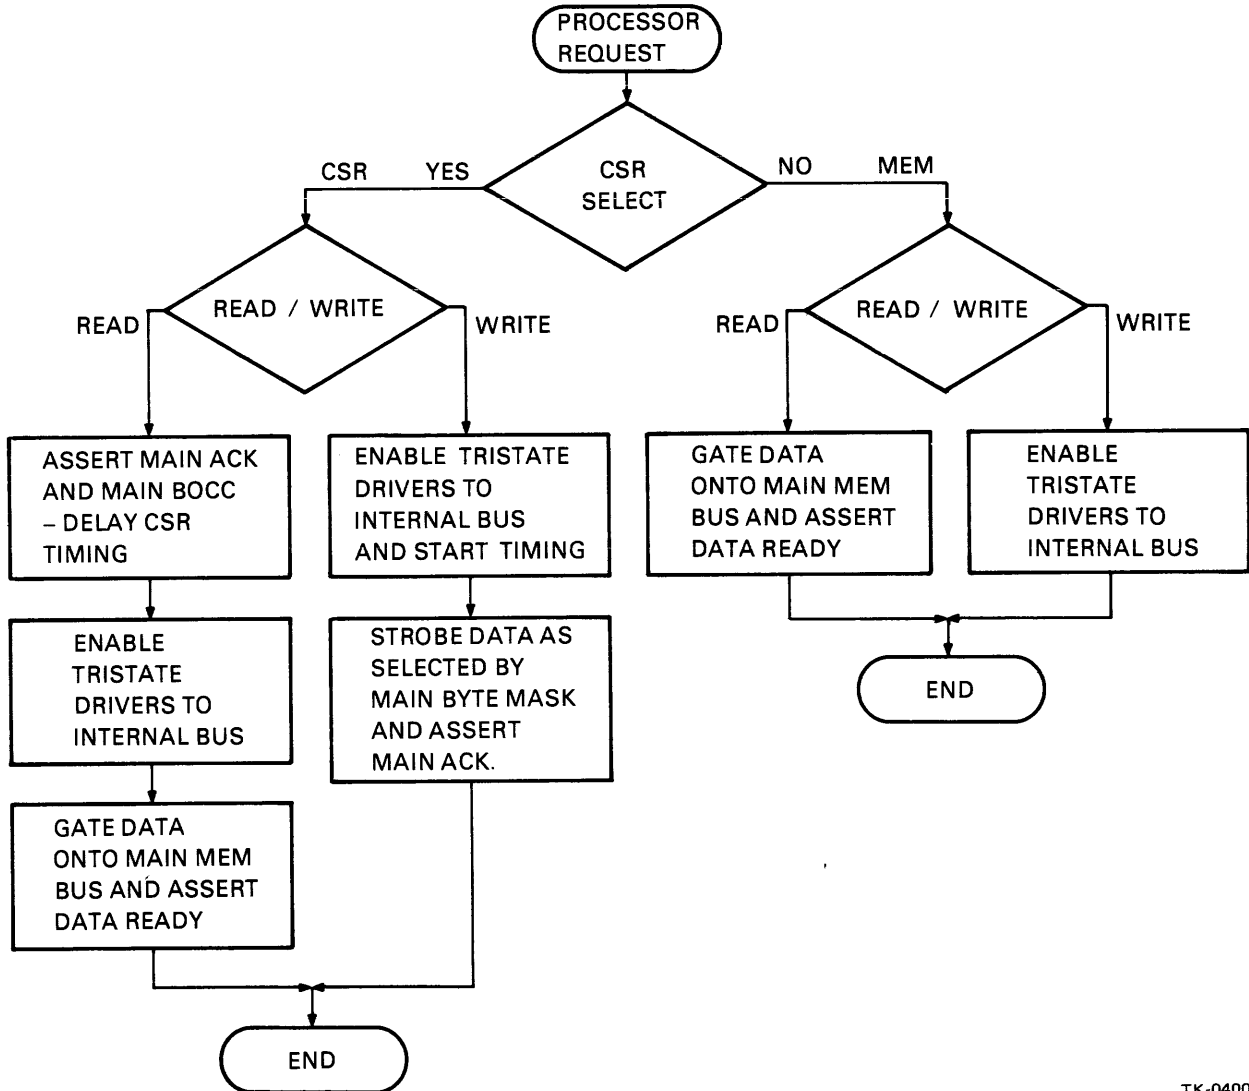 PROCESSOR
REQUEST
CSR YES
CSR
SELECT
NO MEM
READ
READ / WRITE
WRITE
READ
READ / WRITE
WRITE
ASSERT MAIN ACK
AND MAIN BOCC
– DELAY CSR
TIMING
ENABLE TRISTATE
DRIVERS TO
INTERNAL BUS
AND START TIMING
GATE DATA
ONTO MAIN MEM
BUS AND ASSERT
DATA READY
ENABLE
TRISTATE
DRIVERS TO
INTERNAL BUS
ENABLE
TRISTATE
DRIVERS TO
INTERNAL BUS
STROBE DATA AS
SELECTED BY
MAIN BYTE MASK
AND ASSERT
MAIN ACK.
END
GATE DATA
ONTO MAIN MEM
BUS AND ASSERT
DATA READY
END
TK-0400